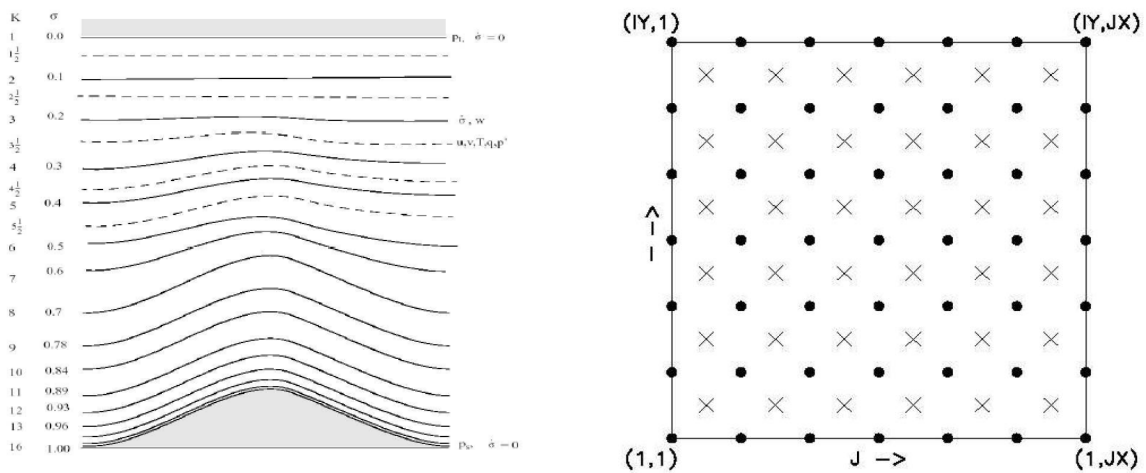 K σ
1 0.0 pt, σ̇=0
1½
2 0.1
2½
3 0.2 σ̇, w
3½ u,v,T,q,p'
4 0.3
4½
5 0.4
5½
6 0.5
0.6
7
8 0.7
9 0.78
0.84
10
11 0.89
12 0.93
13 0.96
16 1.00 ps, σ̇=0
(IY,1) (IY,JX)
I -->
(1,1) J --> (1,JX)